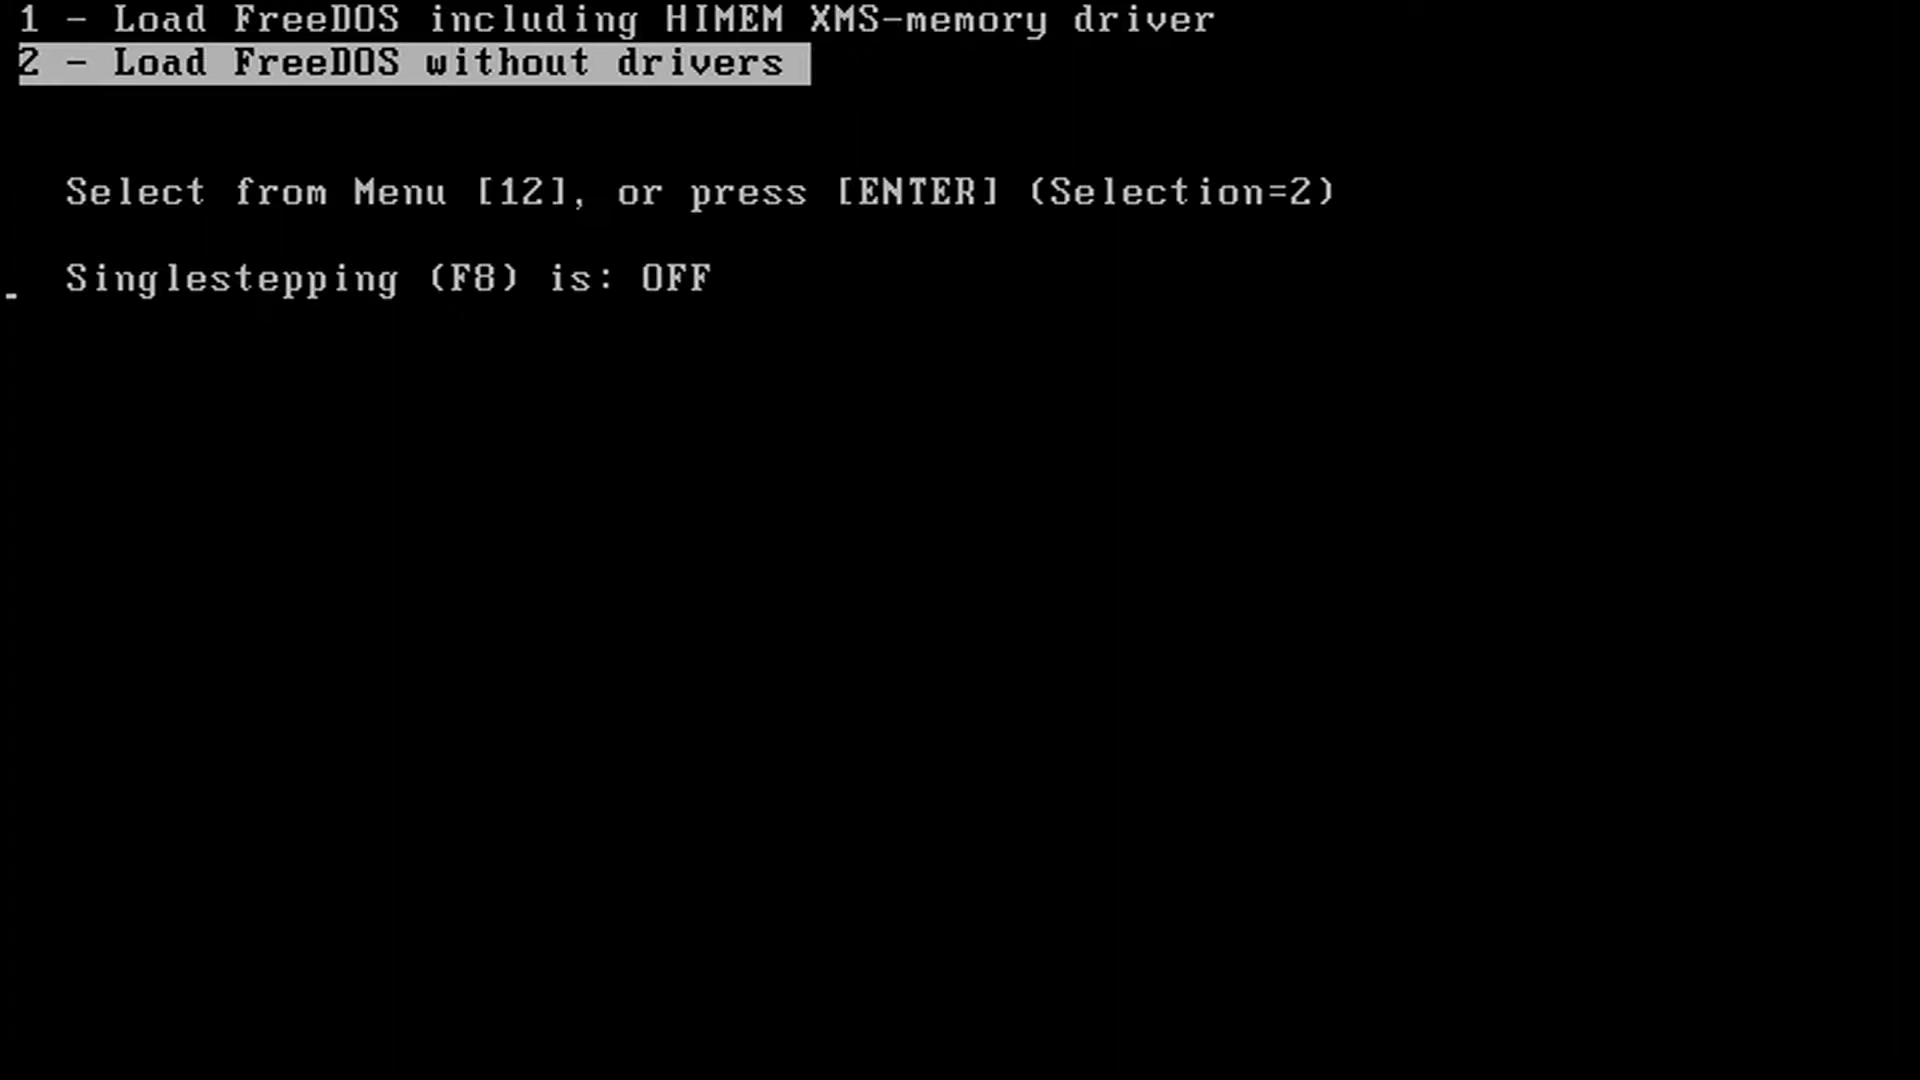 1 - Load FreeDOS including HIMEM XMS-memory driver
2 - Load FreeDOS without drivers
Select from Menu [12], or press [ENTER] (Selection=2)
Singlestepping (F8) is: OFF